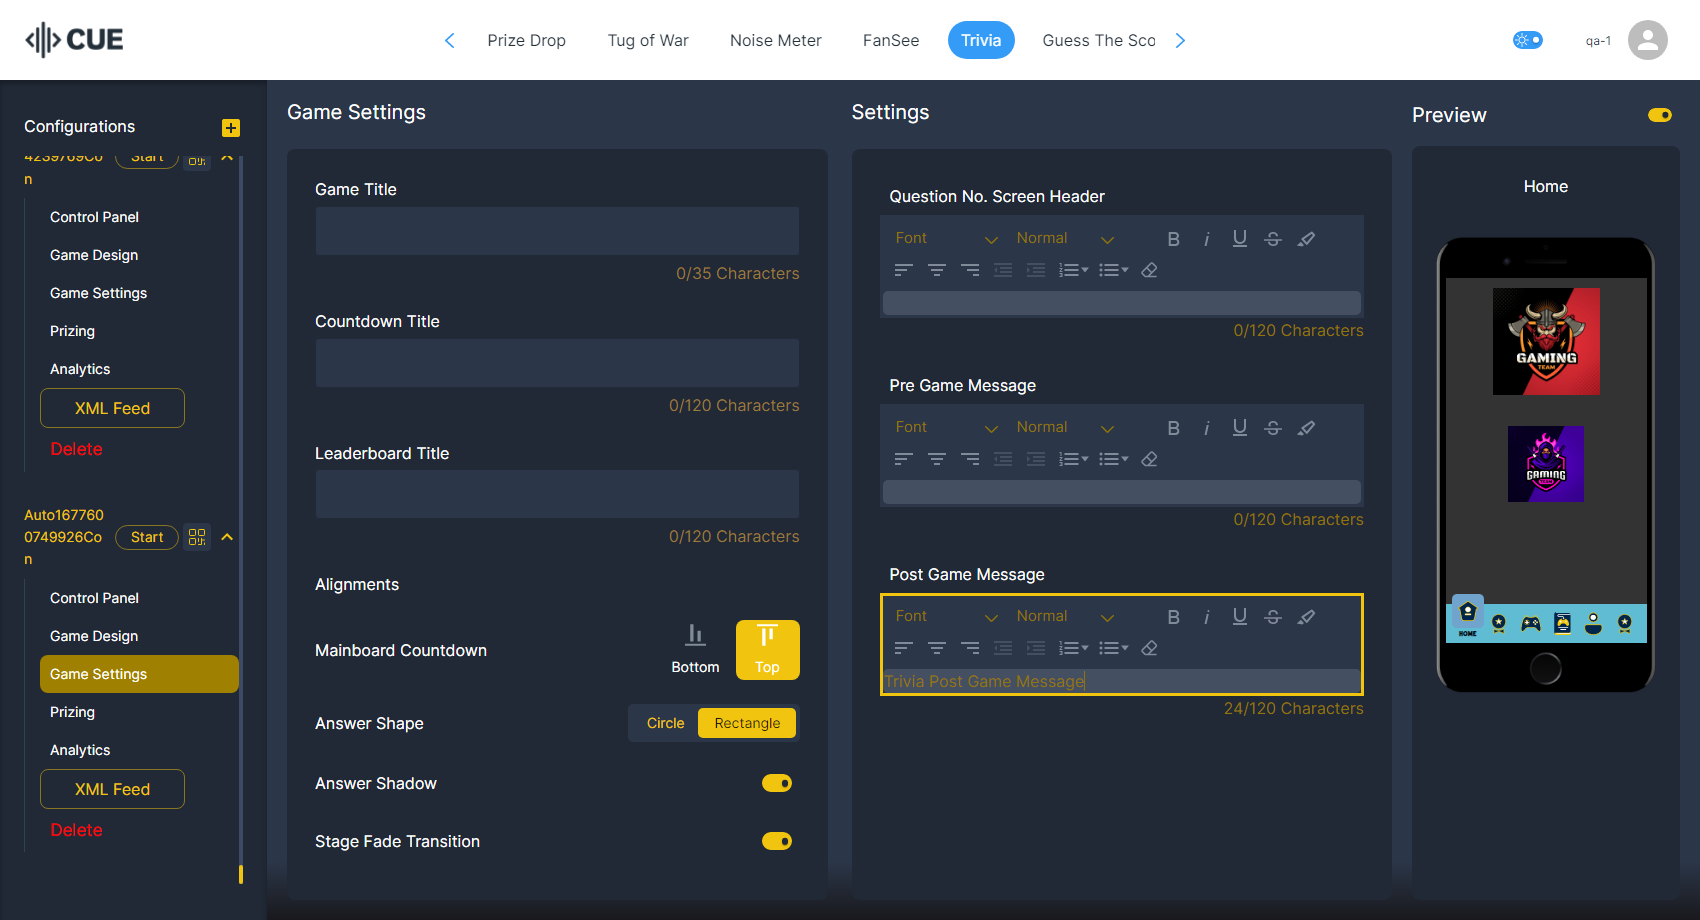 CUE
Prize Drop
Tug of War
Noise Meter
FanSee
Trivia
Guess The Sco
qa-1
Configurations
4239769Co
n
Start
Control Panel
Game Design
Game Settings
Prizing
Analytics
XML Feed
Delete
Auto167760
0749926Co
n
Start
Control Panel
Game Design
Game Settings
Prizing
Analytics
XML Feed
Delete
Game Settings
Game Title
0/35 Characters
Countdown Title
0/120 Characters
Leaderboard Title
0/120 Characters
Alignments
Mainboard Countdown
Bottom
Top
Answer Shape
Circle
Rectangle
Answer Shadow
Stage Fade Transition
Settings
Question No. Screen Header
Font
Normal
0/120 Characters
Pre Game Message
Font
Normal
0/120 Characters
Post Game Message
Font
Normal
Trivia Post Game Message
24/120 Characters
Preview
Home
GAMING
TEAM
GAMING
TEAM
HOME